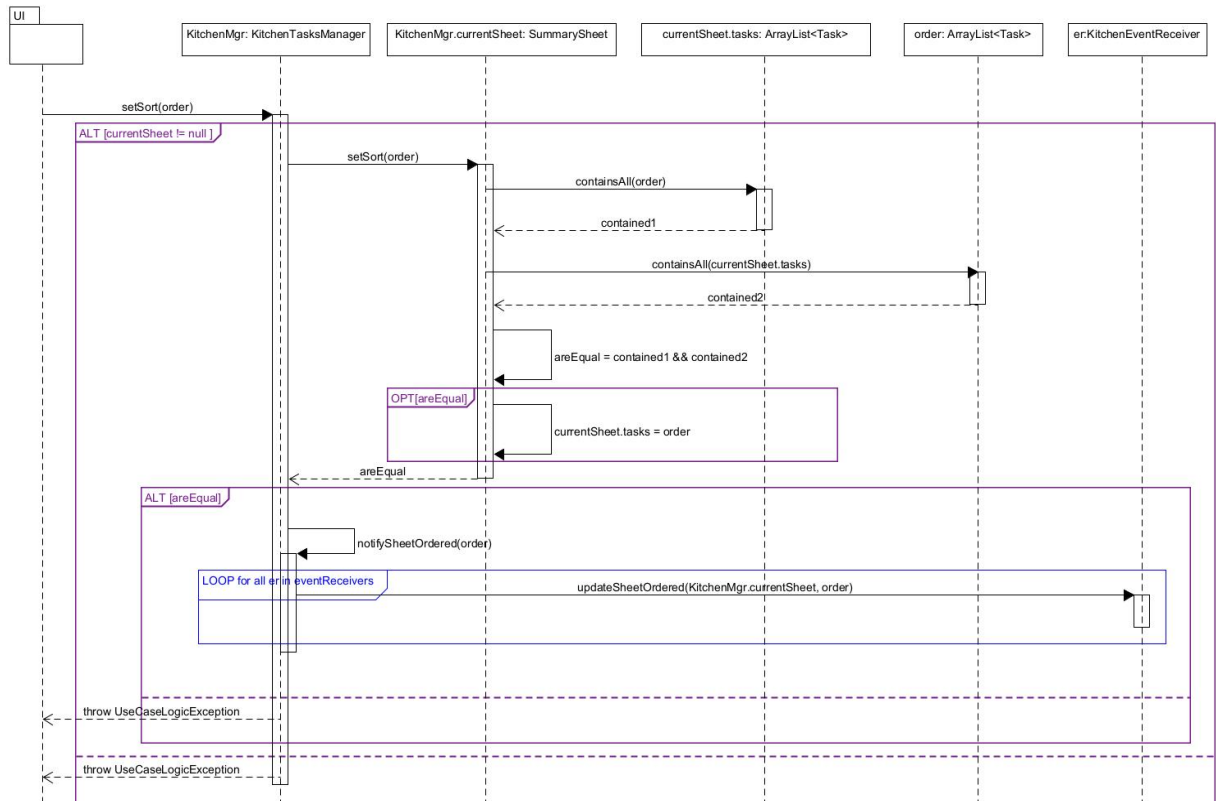 UI
KitchenMgr: KitchenTasksManager
KitchenMgr.currentSheet: SummarySheet
currentSheet.tasks: ArrayList<Task>
order: ArrayList<Task>
er:KitchenEventReceiver
setSort(order)
ALT [currentSheet != null ]
setSort(order)
containsAll(order)
contained1
containsAll(currentSheet.tasks)
contained2
areEqual = contained1 && contained2
OPT[areEqual]
currentSheet.tasks = order
areEqual
ALT [areEqual]
notifySheetOrdered(order)
LOOP for all er in eventReceivers
updateSheetOrdered(KitchenMgr.currentSheet, order)
throw UseCaseLogicException
throw UseCaseLogicException